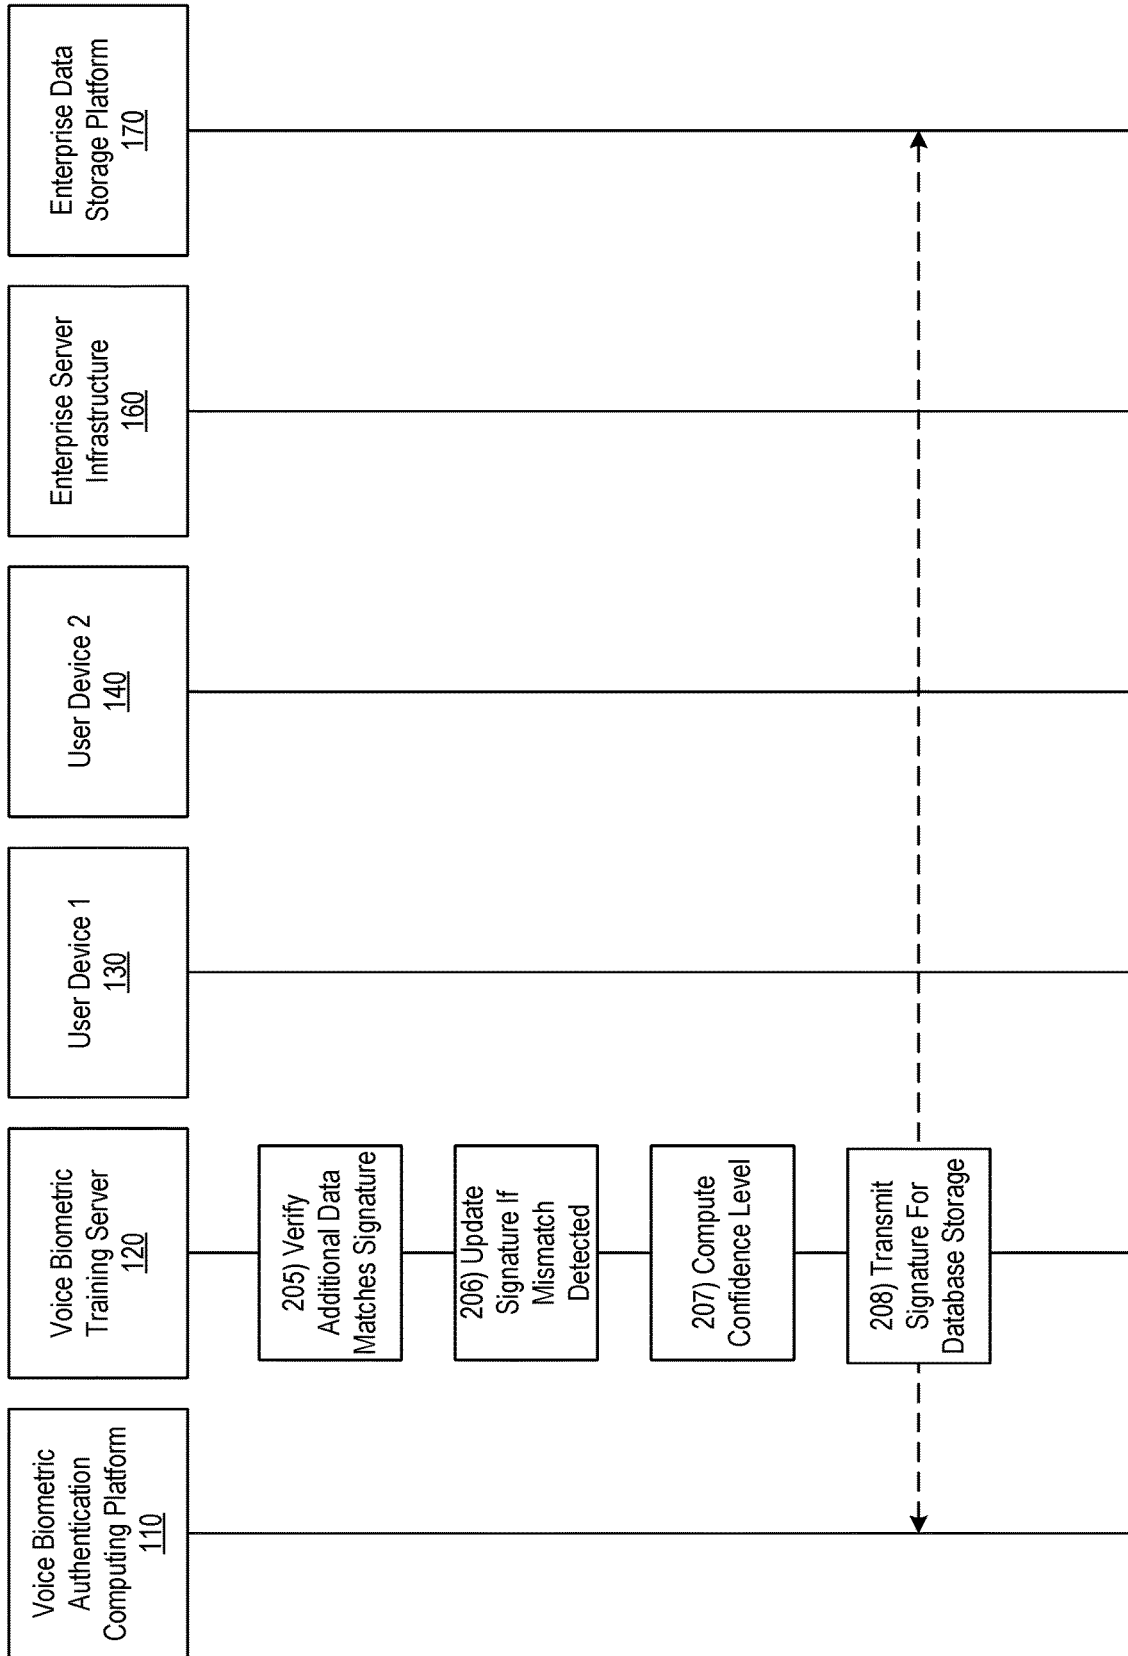 Voice Biometric
Authentication
Computing Platform
110
Voice Biometric
Training Server
120
User Device 1
130
User Device 2
140
Enterprise Server
Infrastructure
160
Enterprise Data
Storage Platform
170
205) Verify
Additional Data
Matches Signature
206) Update
Signature If
Mismatch
Detected
207) Compute
Confidence Level
208) Transmit
Signature For
Database Storage